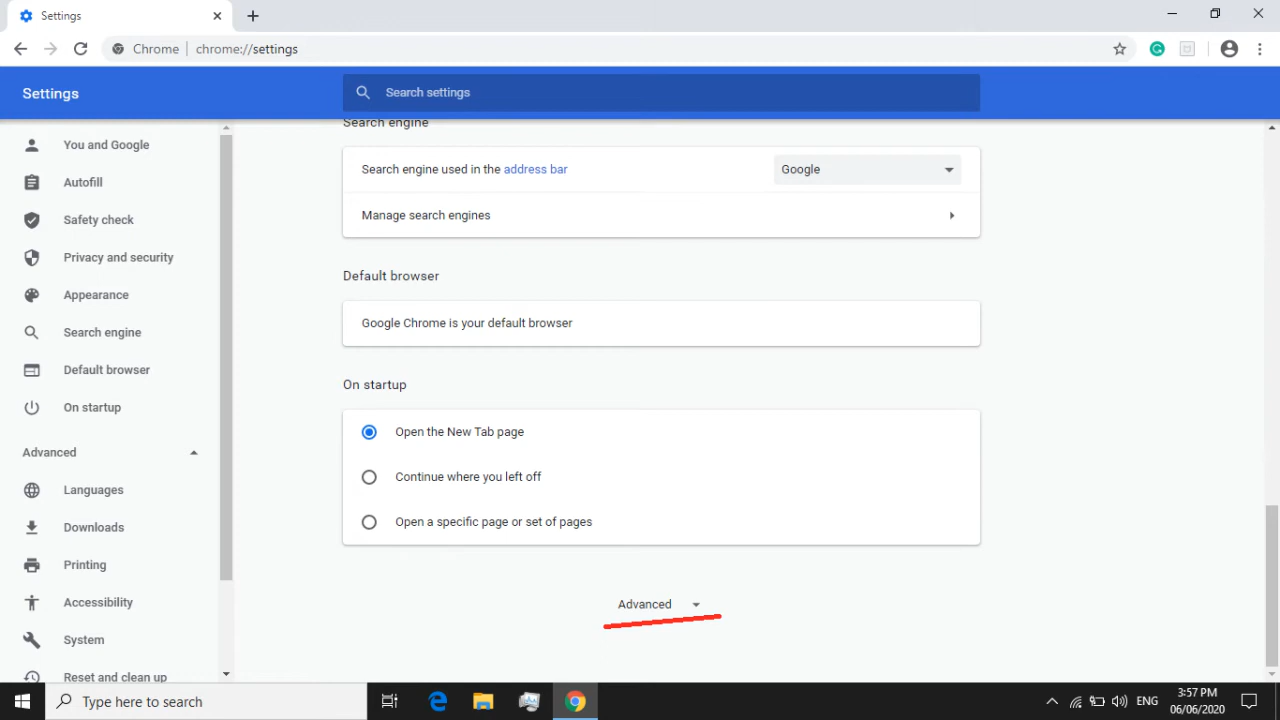 Settings
Chrome
chrome://settings
Settings
Search settings
You and Google
Autofill
Safety check
Privacy and security
Appearance
Search engine
Default browser
On startup
Advanced
Languages
Downloads
Printing
Accessibility
System
Reset and clean up
Search engine
Search engine used in the address bar
Google
Manage search engines
Default browser
Google Chrome is your default browser
On startup
Open the New Tab page
Continue where you left off
Open a specific page or set of pages
Advanced
Type here to search
ENG
3:57 PM
06/06/2020